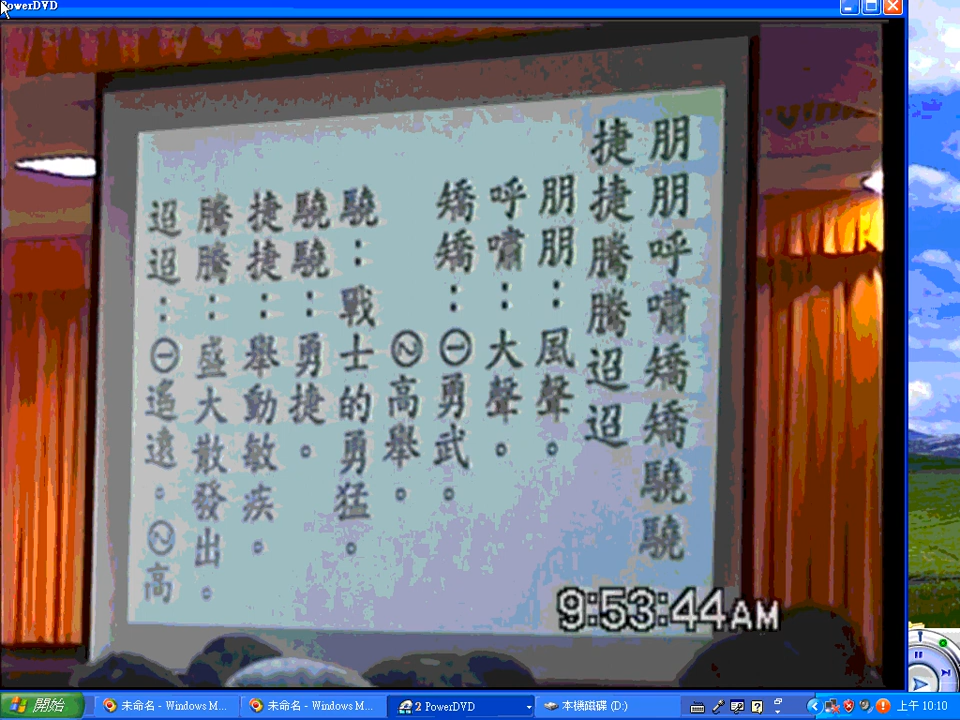 PowerDVD
朋朋呼嘯矯矯驍驍
捷捷騰騰迢迢
朋朋：風聲。
呼嘯：大聲。
矯矯：㊀勇武。
㊁高舉。
驍：戰士的勇猛。
驍驍：勇捷。
捷捷：舉動敏疾。
騰騰：盛大散發出。
迢迢：㊀遙遠。㊁高
9:53:44AM
開始
未命名 - Windows M...
未命名 - Windows M...
2 PowerDVD
本機磁碟 (D:)
上午 10:10